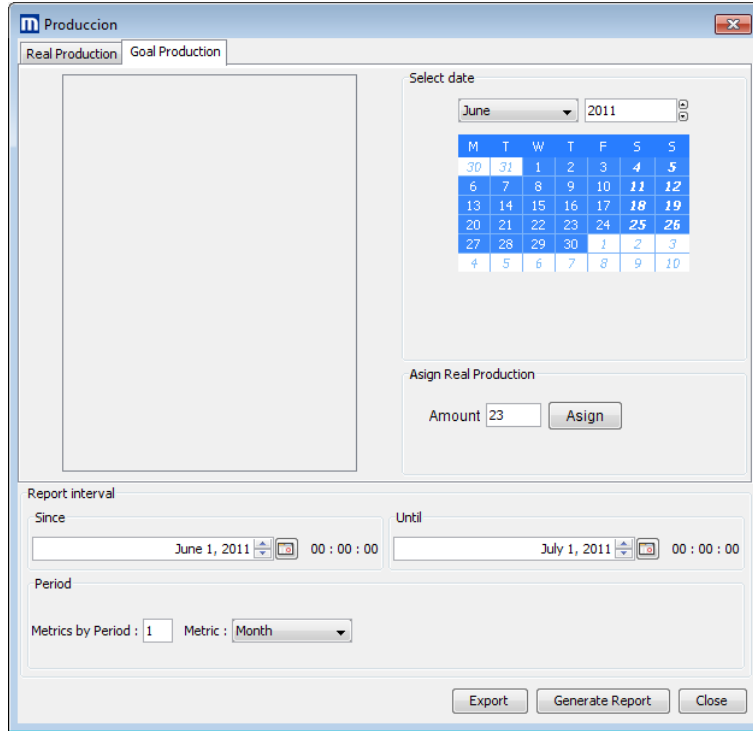 Produccion
Real Production Goal Production
Select date
June 2011
M T W T F S S
30 31 1 2 3 4 5
6 7 8 9 10 11 12
13 14 15 16 17 18 19
20 21 22 23 24 25 26
27 28 29 30 1 2 3
4 5 6 7 8 9 10
Asign Real Production
Amount 23 Asign
Report interval
Since Until
June 1, 2011 00 : 00 : 00 July 1, 2011 00 : 00 : 00
Period
Metrics by Period : 1 Metric : Month
Export Generate Report Close